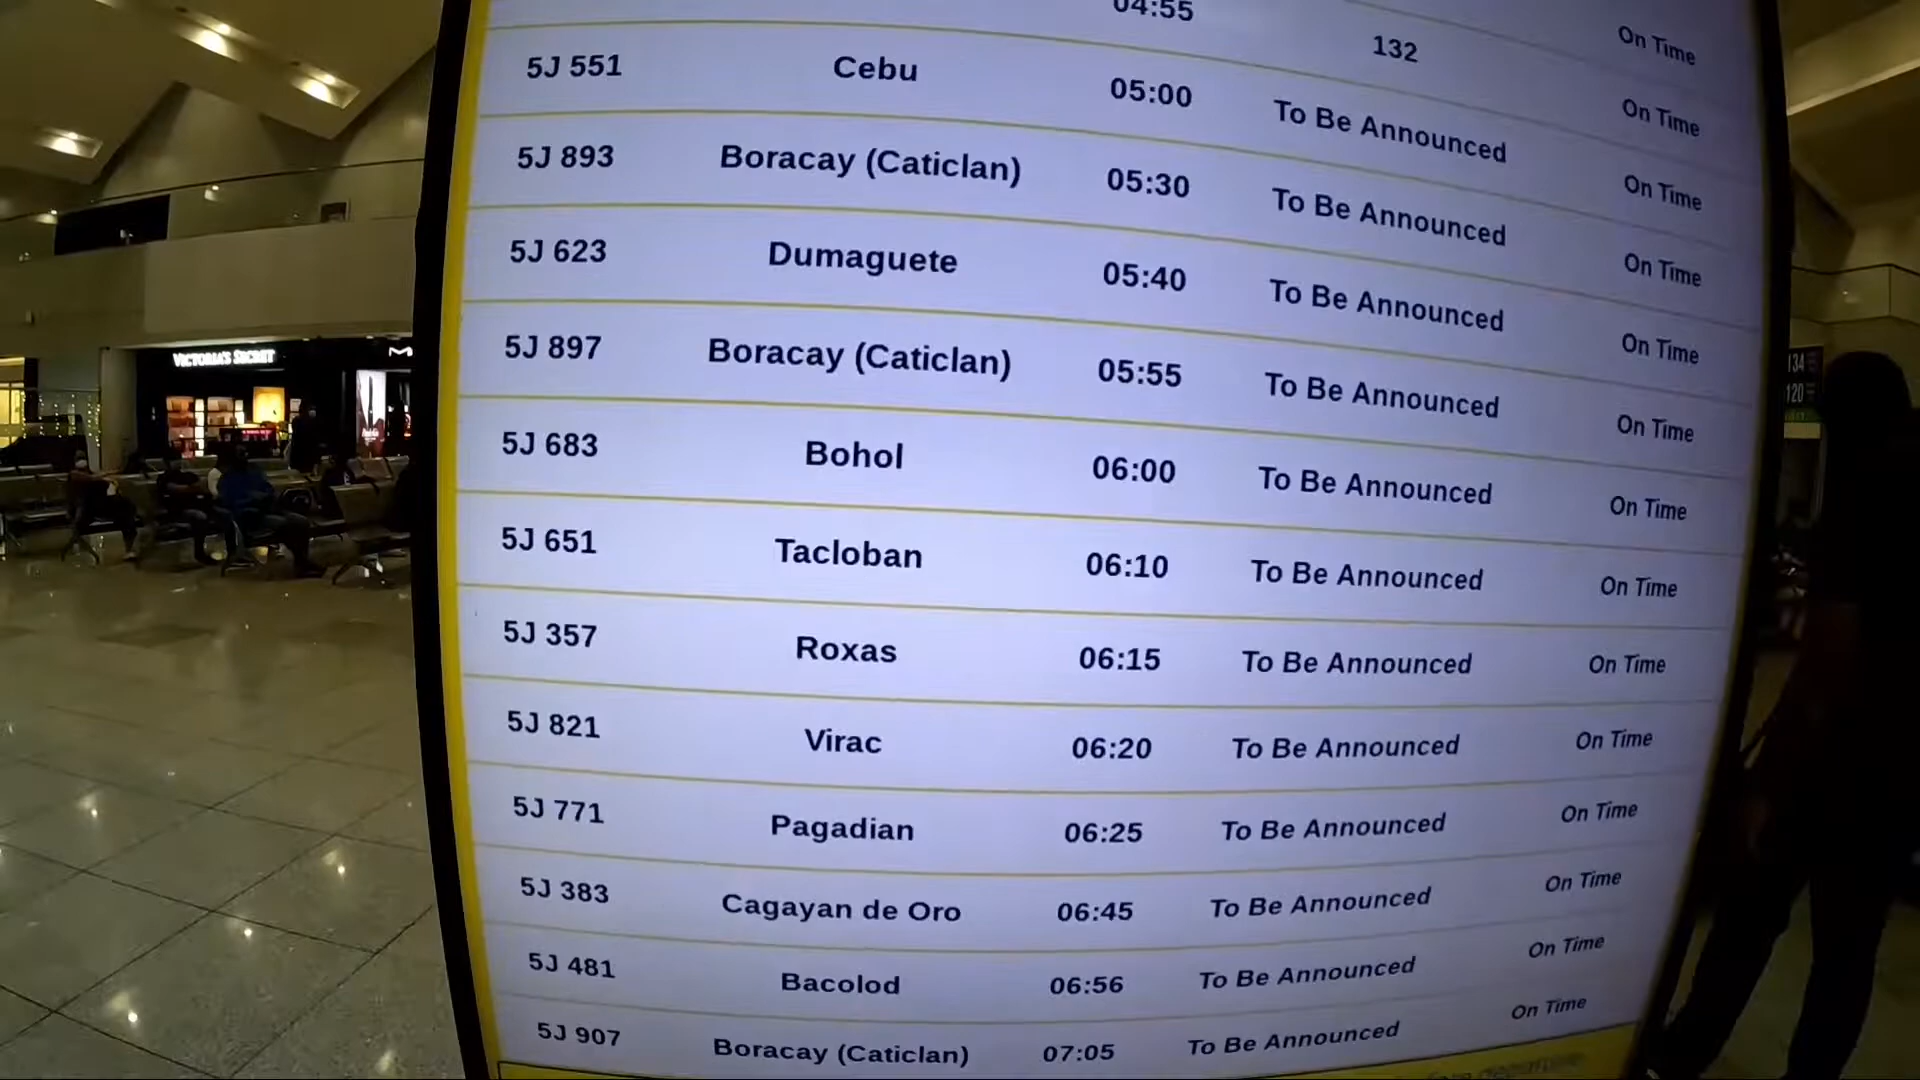 04:55 132 On Time
5J 551 Cebu 05:00 To Be Announced On Time
5J 893 Boracay (Caticlan) 05:30 To Be Announced On Time
5J 623 Dumaguete 05:40 To Be Announced On Time
5J 897 Boracay (Caticlan) 05:55 To Be Announced On Time
5J 683 Bohol 06:00 To Be Announced On Time
5J 651 Tacloban 06:10 To Be Announced On Time
5J 357 Roxas 06:15 To Be Announced On Time
5J 821 Virac 06:20 To Be Announced On Time
5J 771 Pagadian 06:25 To Be Announced On Time
5J 383 Cagayan de Oro 06:45 To Be Announced On Time
5J 481 Bacolod 06:56 To Be Announced On Time
5J 907 Boracay (Caticlan) 07:05 To Be Announced On Time
VICTORIA'S SECRET
134
120